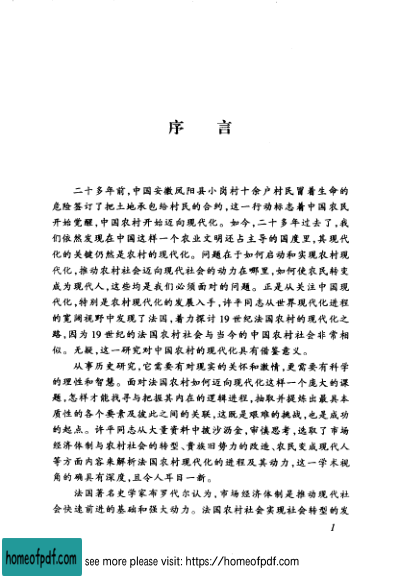 序 言
二十多年前,中国安徽凤阳县小岗村十余户村民冒着生命的
危险签订了把土地承包给村民的合约,这一行动标志着中国农民
开始觉醒,中国农村开始迈向现代化。如今,二十多年过去了,我
们依然发现在中国这样一个农业文明还占主导的国度里,其现代
化的关键仍然是农村的现代化。问题在于如何启动和实现农村现
代化,推动农村社会迈向现代社会的动力在哪里,如何使农民转变
成为现代人,这些均是我们必须面对的问题。正是从关注中国现
代化,特别是农村现代化的发展入手,许平同志从世界现代化进程
的宽阔视野中发现了法国,着力探讨19世纪法国农村的现代化之
路,因为19世纪的法国农村社会与当今的中国农村社会非常相
似。无疑,这一研究对中国农村的现代化具有借鉴意义。
从事历史研究,它需要有对现实的关怀和激情,更需要有科学
的理性和智慧。面对法国农村如何迈向现代化这样一个庞大的课
题,怎样才能找寻与把握其内在的逻辑进程,抽取并提炼出最具本
质性的各个要素及彼此之间的关联,这既是艰难的挑战,也是成功
的起点。许平同志从大量资料中披沙沥金,审慎思考,选取了市场
经济体制与农村社会的转型、贵族旧势力的改造、农民变成现代人
等方面内容来解析法国农村现代化的进程及其动力,这一学术视
角的确具有深度,且令人耳目一新。
法国著名史学家布罗代尔认为,市场经济体制是推动现代社
会快速前进的基础和强大动力。法国农村社会实现社会转型的发
1
homeofpdf.com see more please visit: https://homeofpdf.com